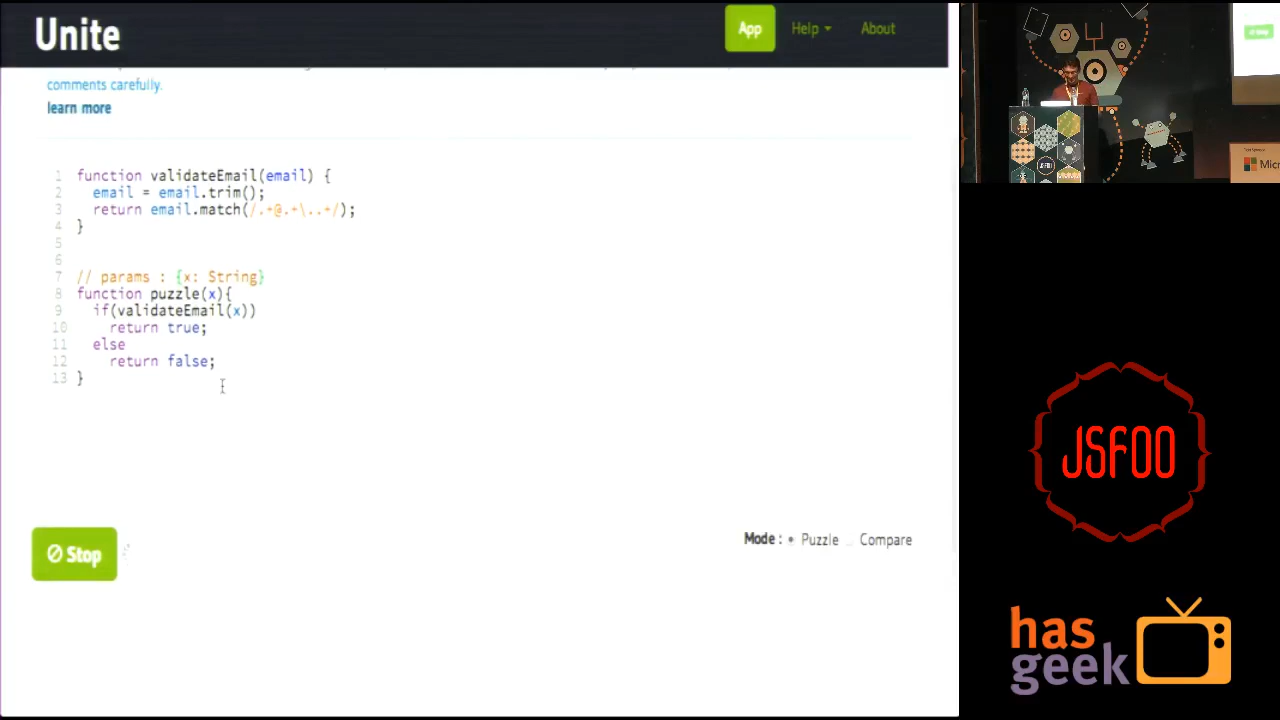 Unite
App
Help
About
comments carefully.
learn more
1 function validateEmail(email) {
2 email = email.trim();
3 return email.match(/.+@.+\..+/);
4 }
5
6
7 // params : {x: String}
8 function puzzle(x){
9 if(validateEmail(x))
10 return true;
11 else
12 return false;
13 }
Stop
Mode : Puzzle Compare
JSFOO
has
geek